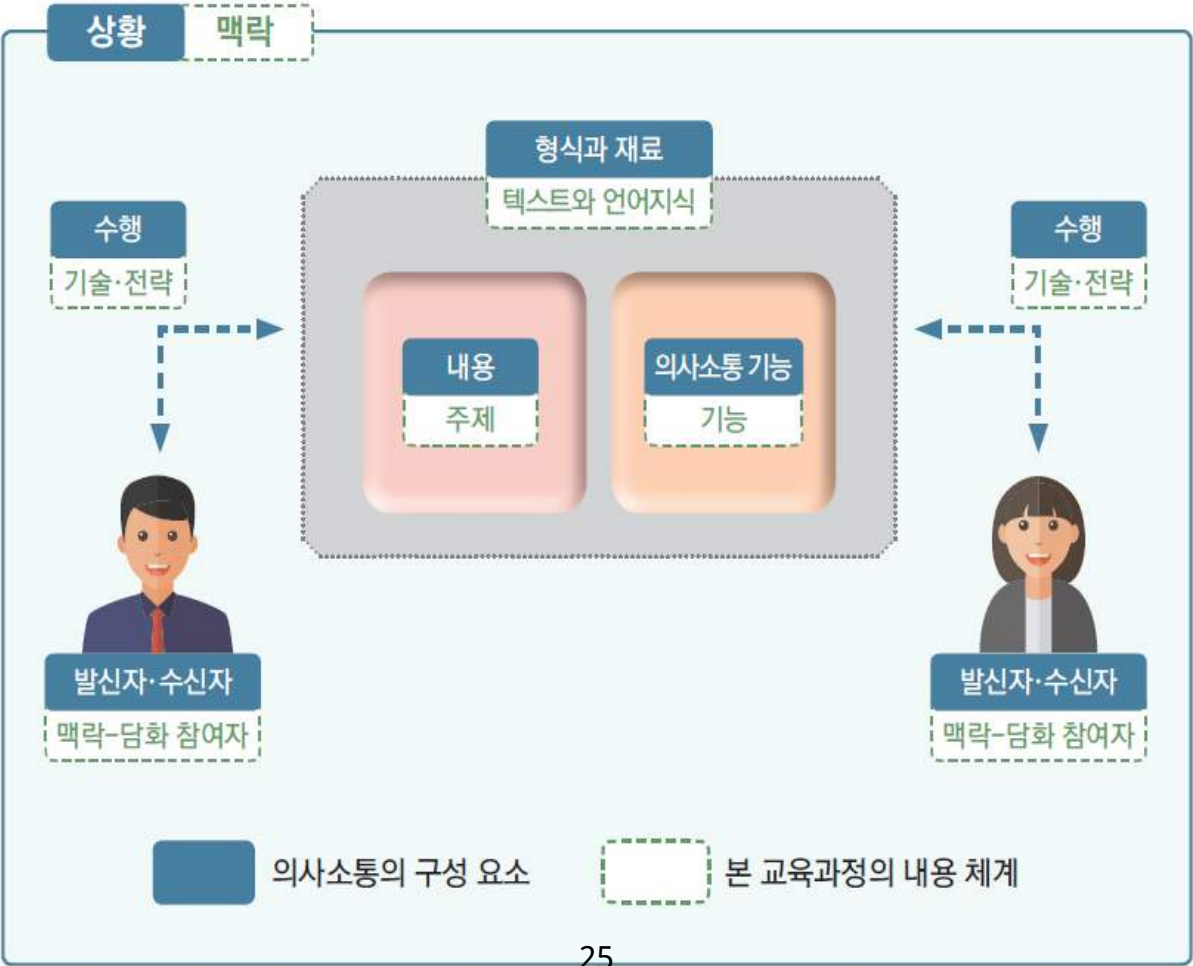 상황 맥락
형식과 재료
텍스트와 언어지식
수행
기술·전략
수행
기술·전략
내용
주제
의사소통 기능
기능
발신자·수신자
맥락-담화 참여자
발신자·수신자
맥락-담화 참여자
의사소통의 구성 요소
본 교육과정의 내용 체계
25